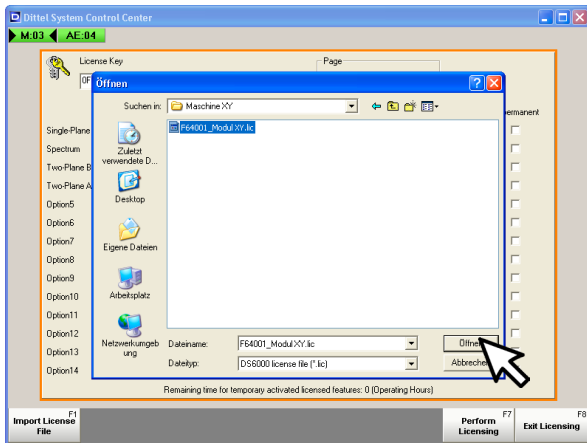 Dittel System Control Center
M:03 AE:04
License Key
Page
0F
Öffnen
Suchen in: Maschine XY
permanent
F64001_Modul XY.lic
Zuletzt
verwendete D...
Desktop
Eigene Dateien
Arbeitsplatz
Netzwerkumgeb
ung
Single-Plane
Spectrum
Two-Plane B
Two-Plane A
Option5
Option6
Option7
Option8
Option9
Option10
Option11
Option12
Option13
Option14
Dateiname: F64001_Modul XY.lic Öffnen
Dateityp: DS6000 license file (*.lic) Abbrechen
Remaining time for temporary activated licensed features: 0 (Operating Hours)
F1
Import License
File
F7
Perform
Licensing
F8
Exit Licensing